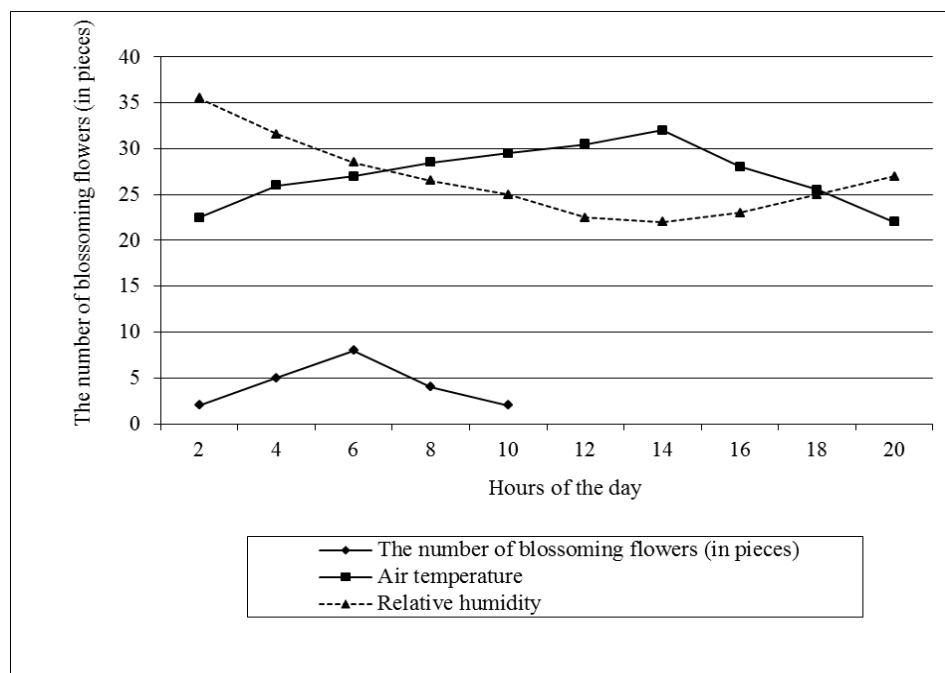 The number of blossoming flowers (in pieces)
40
35
30
25
20
15
10
5
0
2 4 6 8 10 12 14 16 18 20
Hours of the day
The number of blossoming flowers (in pieces)
Air temperature
Relative humidity